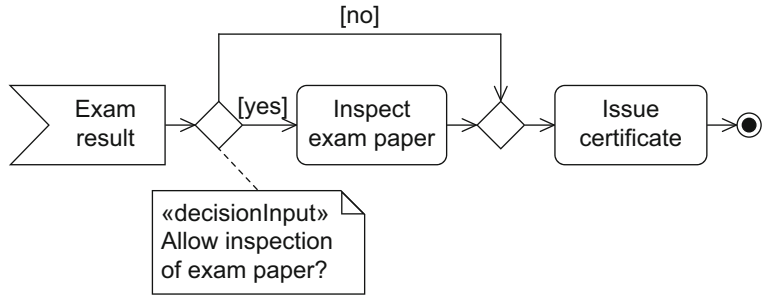 [no]
Exam
result
[yes]
Inspect
exam paper
Issue
certificate
«decisionInput»
Allow inspection
of exam paper?